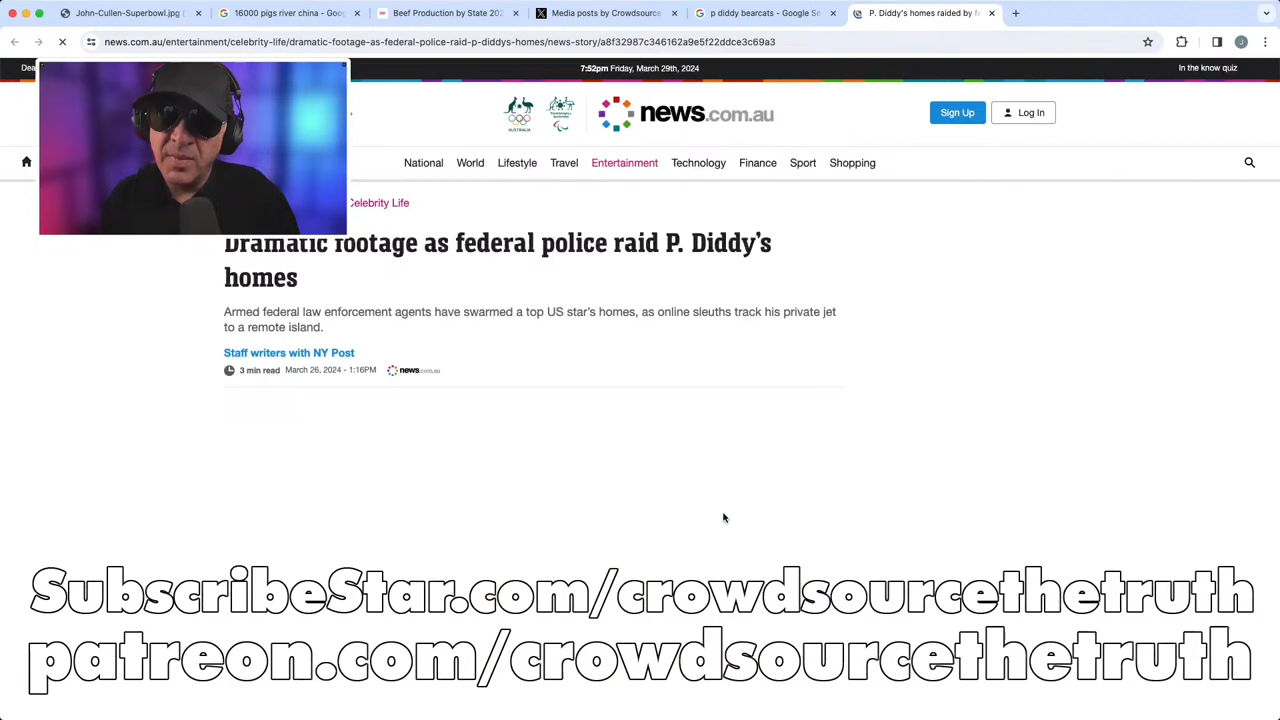 John-Cullen-Superbowl.jpg (
16000 pigs river china - Goog
Beef Production by State 202
Media posts by Crowdsource
p diddy bearcats - Google Se
P. Diddy's homes raided by f
news.com.au/entertainment/celebrity-life/dramatic-footage-as-federal-police-raid-p-diddys-homes/news-story/a8f32987c346162a9e5f22ddce3c69a3
J
Dea
7:52pm Friday, March 29th, 2024
In the know quiz
AUSTRALIA
news.com.au
Sign Up
Log In
National
World
Lifestyle
Travel
Entertainment
Technology
Finance
Sport
Shopping
Celebrity Life
Dramatic footage as federal police raid P. Diddy's
homes
Armed federal law enforcement agents have swarmed a top US star's homes, as online sleuths track his private jet
to a remote island.
Staff writers with NY Post
3 min read March 26, 2024 - 1:16PM news.com.au
SubscribeStar.com/crowdsourcethetruth
patreon.com/crowdsourcethetruth